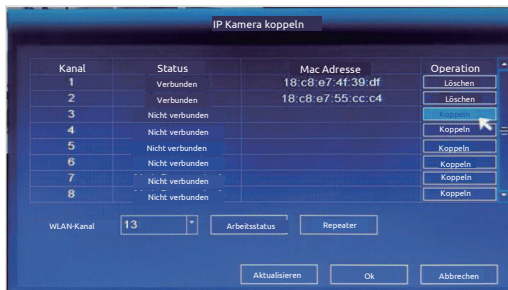 IP Kamera koppeln
Kanal Status Mac Adresse Operation
1 Verbunden 18:c8:e7:4f:39:df Löschen
2 Verbunden 18:c8:e7:55:cc:c4 Löschen
3 Nicht verbunden Koppeln
4 Nicht verbunden Koppeln
5 Nicht verbunden Koppeln
6 Nicht verbunden Koppeln
7 Nicht verbunden Koppeln
8 Nicht verbunden Koppeln
WLAN-Kanal 13 Arbeitsstatus Repeater
Aktualisieren Ok Abbrechen